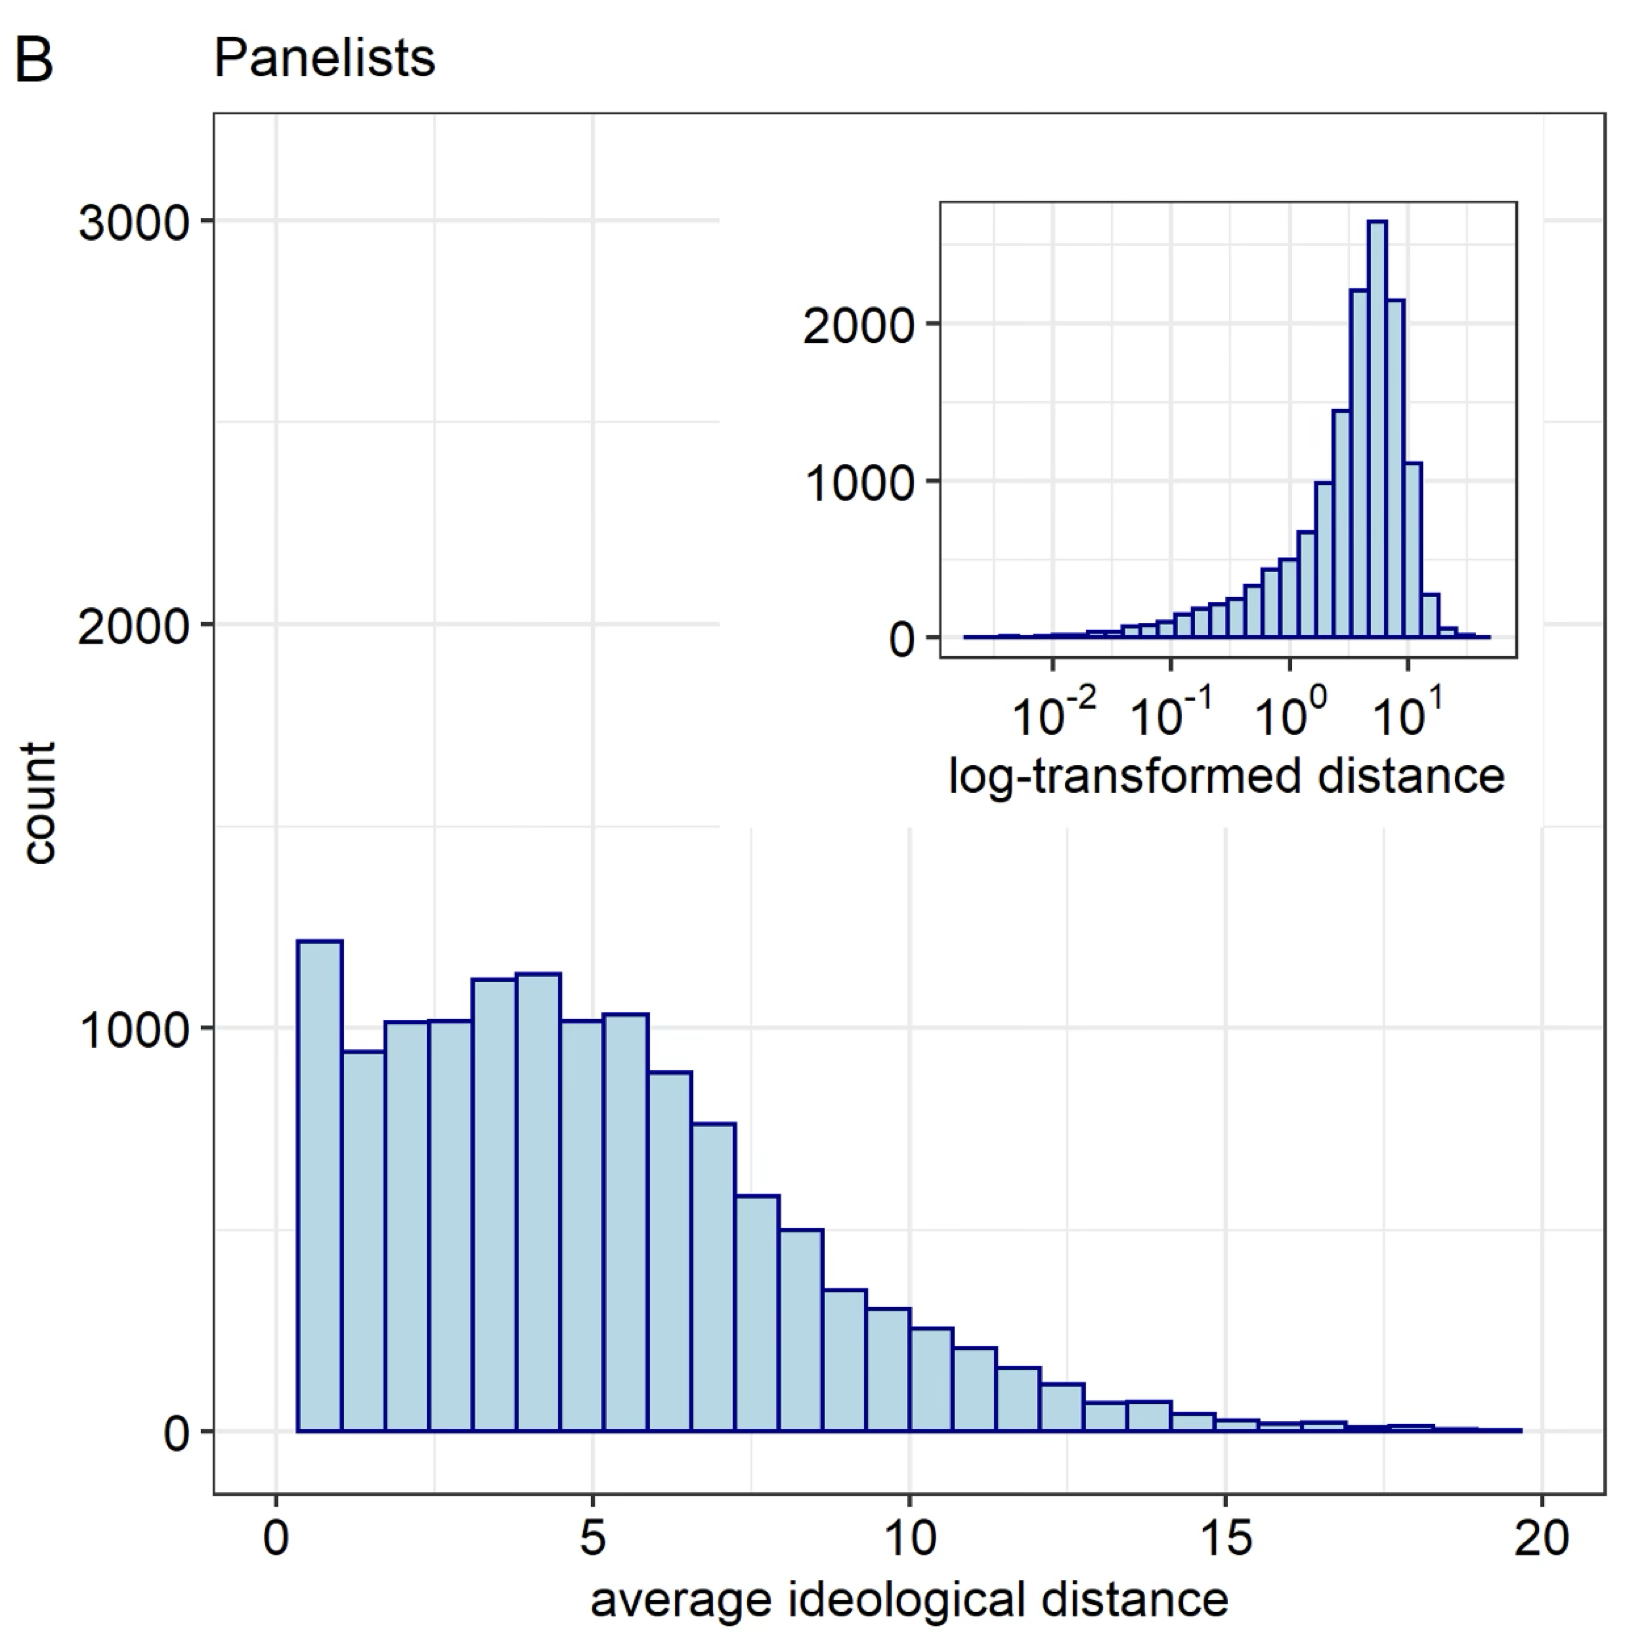 B Panelists
3000
2000
1000
0
count
0 5 10 15 20
average ideological distance
2000
1000
0
10^-2 10^-1 10^0 10^1
log-transformed distance